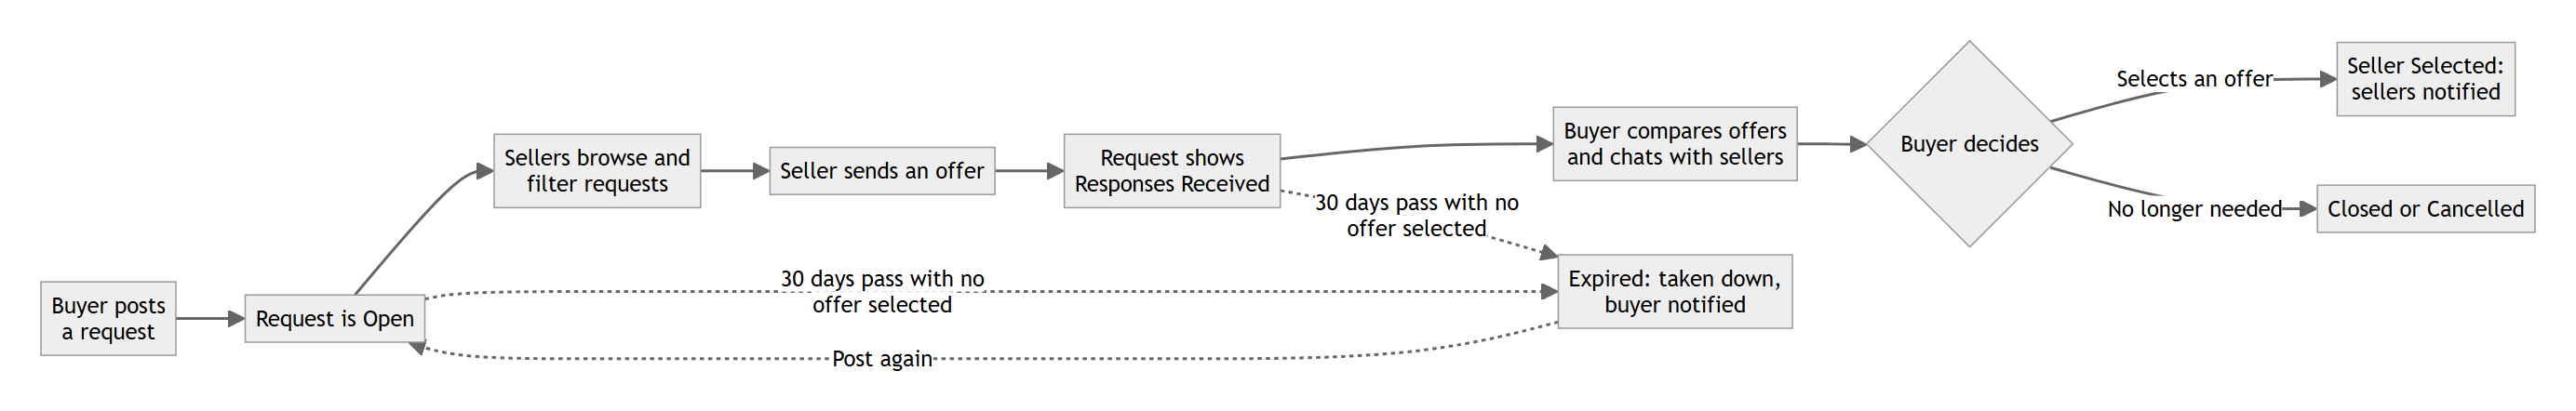 Buyer posts
a request
Request is Open
Sellers browse and
filter requests
Seller sends an offer
Request shows
Responses Received
30 days pass with no
offer selected
30 days pass with no
offer selected
Post again
Buyer compares offers
and chats with sellers
Expired: taken down,
buyer notified
Buyer decides
Selects an offer
No longer needed
Seller Selected:
sellers notified
Closed or Cancelled